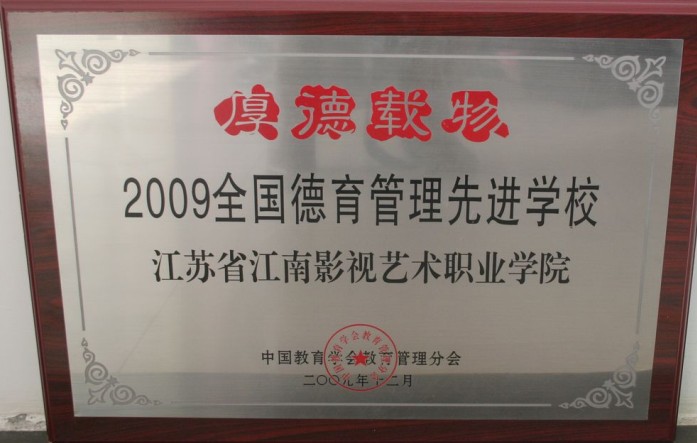 厚德载物
2009全国德育管理先进学校
江苏省江南影视艺术职业学院
中国教育学会教育管理分会
二〇〇九年十二月